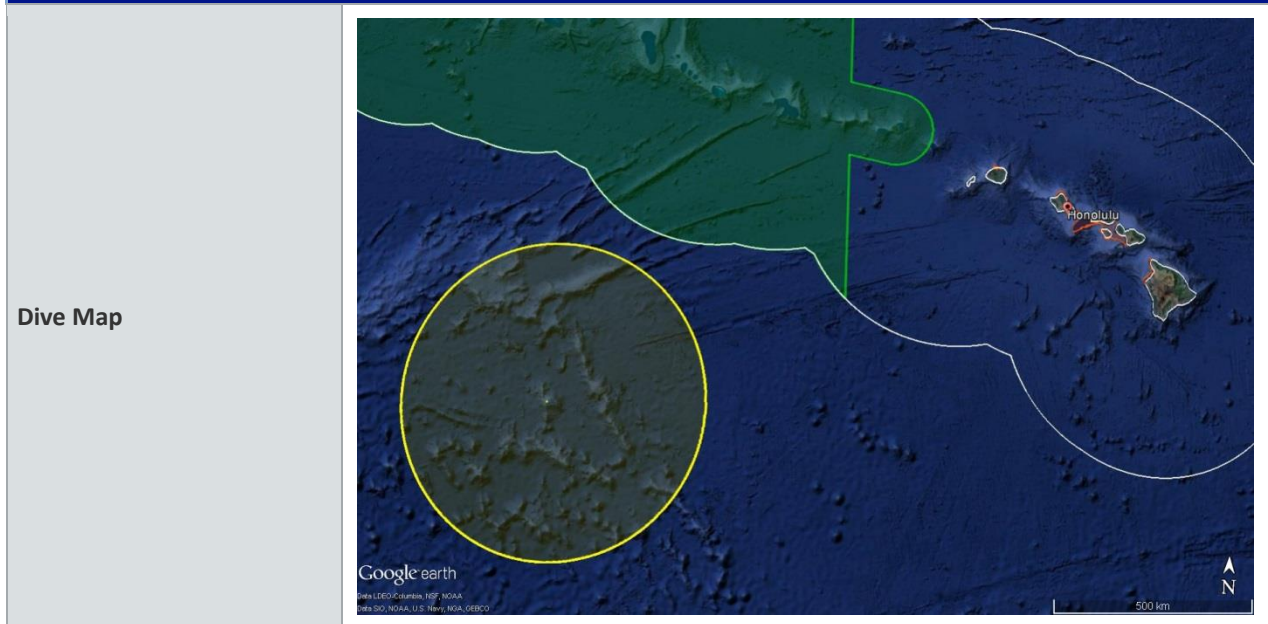 Dive Map
Honolulu
Google earth
Data LDEO-Columbia, NSF, NOAA
Data SIO, NOAA, U.S. Navy, NGA, GEBCO
N
500 km